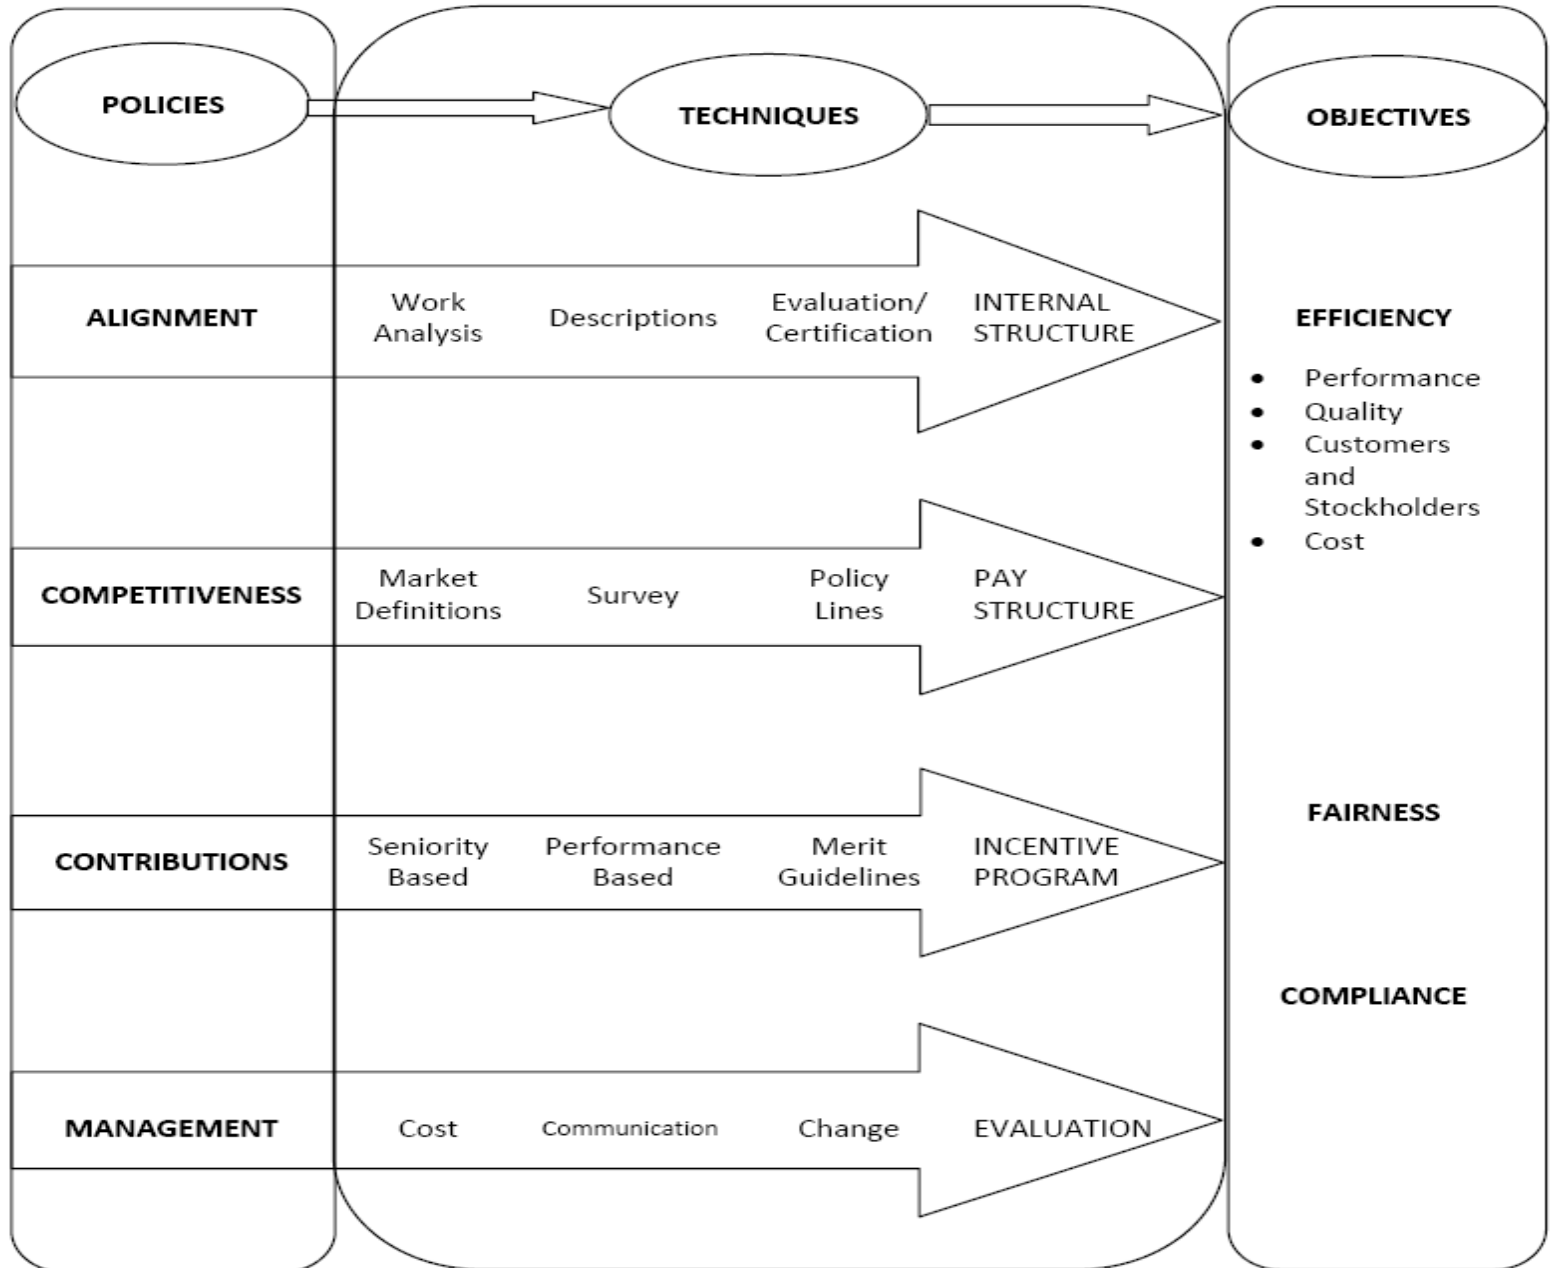 POLICIES
TECHNIQUES
OBJECTIVES
ALIGNMENT
Work
Analysis
Descriptions
Evaluation/
Certification
INTERNAL
STRUCTURE
EFFICIENCY
• Performance
• Quality
• Customers
and
Stockholders
• Cost
COMPETITIVENESS
Market
Definitions
Survey
Policy
Lines
PAY
STRUCTURE
CONTRIBUTIONS
Seniority
Based
Performance
Based
Merit
Guidelines
INCENTIVE
PROGRAM
FAIRNESS
COMPLIANCE
MANAGEMENT
Cost
Communication
Change
EVALUATION